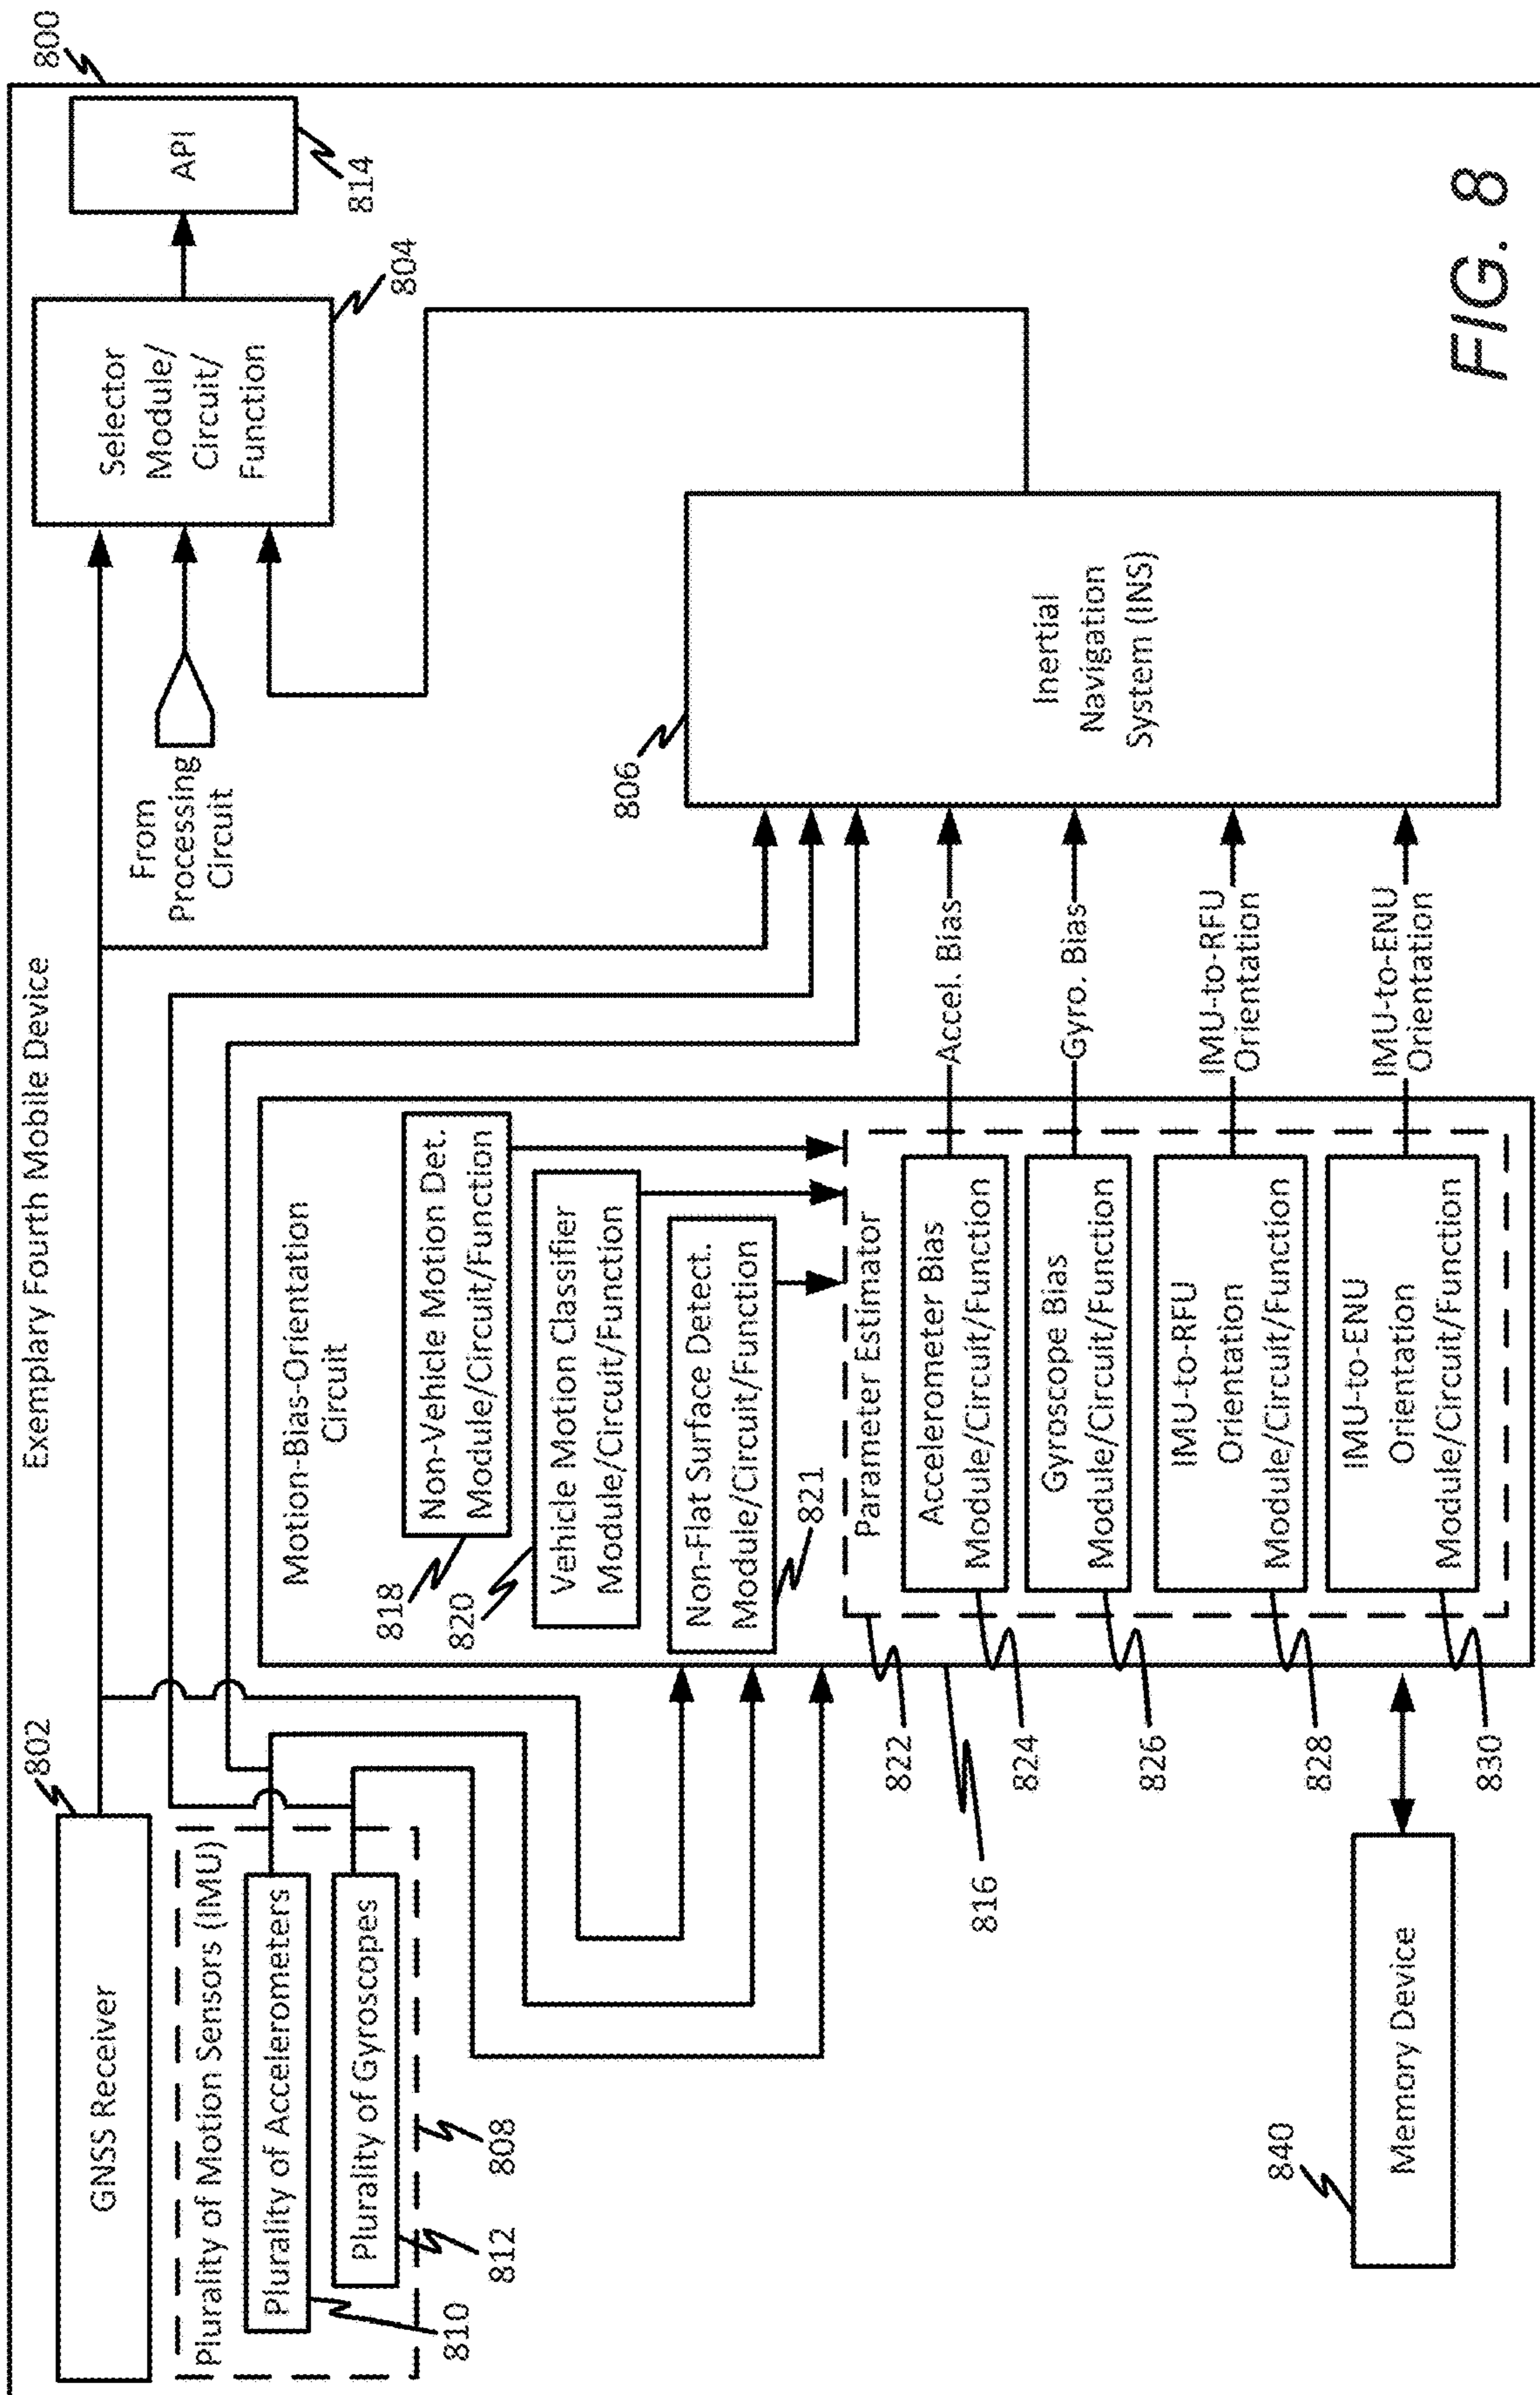 Exemplary Fourth Mobile Device
800
802
GNSS Receiver
Plurality of Motion Sensors (IMU)
Plurality of Accelerometers
Plurality of Gyroscopes
810
812
808
Motion-Bias-Orientation
Circuit
818
Non-Vehicle Motion Det.
Module/Circuit/Function
820
Vehicle Motion Classifier
Module/Circuit/Function
Non-Flat Surface Detect.
Module/Circuit/Function
821
Parameter Estimator
Accelerometer Bias
Module/Circuit/Function
Gyroscope Bias
Module/Circuit/Function
IMU-to-RFU
Orientation
Module/Circuit/Function
IMU-to-ENU
Orientation
Module/Circuit/Function
822
816
824
826
828
830
840
Memory Device
Accel. Bias
Gyro. Bias
IMU-to-RFU
Orientation
IMU-to-ENU
Orientation
From
Processing
Circuit
806
Inertial
Navigation
System (INS)
Selector
Module/
Circuit/
Function
804
API
814
FIG. 8